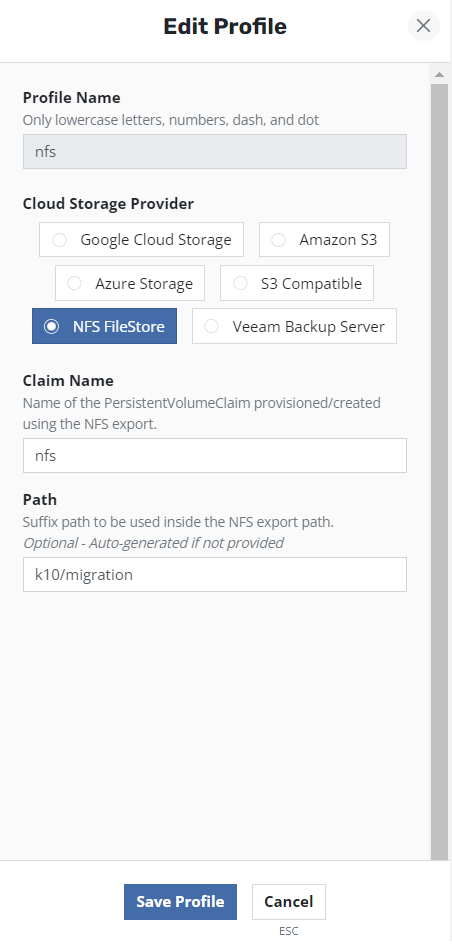 Edit Profile
Profile Name
Only lowercase letters, numbers, dash, and dot
nfs
Cloud Storage Provider
Google Cloud Storage
Amazon S3
Azure Storage
S3 Compatible
NFS FileStore
Veeam Backup Server
Claim Name
Name of the PersistentVolumeClaim provisioned/created
using the NFS export.
nfs
Path
Suffix path to be used inside the NFS export path.
Optional - Auto-generated if not provided
k10/migration
Save Profile
Cancel
ESC